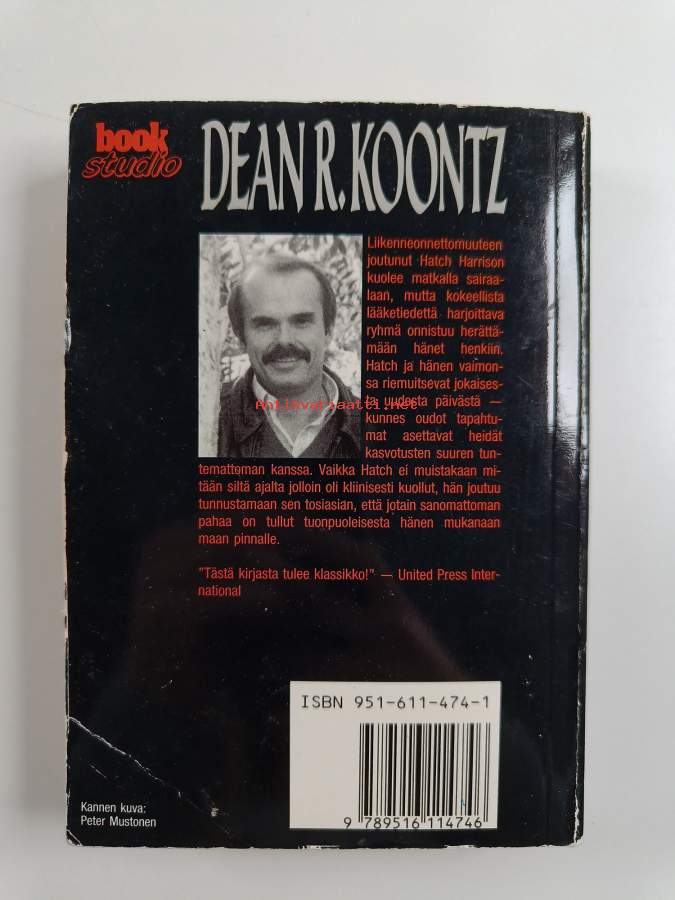 book
studio
DEAN R. KOONTZ
Liikenneonnettomuuteen
joutunut Hatch Harrison
kuolee matkalla sairaa-
laan, mutta kokeellista
lääketiedettä harjoittava
ryhmä onnistuu herättä-
mään hänet henkiin.
Hatch ja hänen vaimon-
sa riemuitsevat jokaises-
ta uudesta päivästä —
kunnes oudot tapahtu-
mat asettavat heidät
kasvotusten suuren tun-
temattoman kanssa. Vaikka Hatch ei muistakaan mi-
tään siltä ajalta jolloin oli kliinisesti kuollut, hän joutuu
tunnustamaan sen tosiasian, että jotain sanomattoman
pahaa on tullut tuonpuoleisesta hänen mukanaan
maan pinnalle.
Antikvariaatti.net
"Tästä kirjasta tulee klassikko!" — United Press Inter-
national
ISBN 951-611-474-1
9 789516 114746
Kannen kuva:
Peter Mustonen